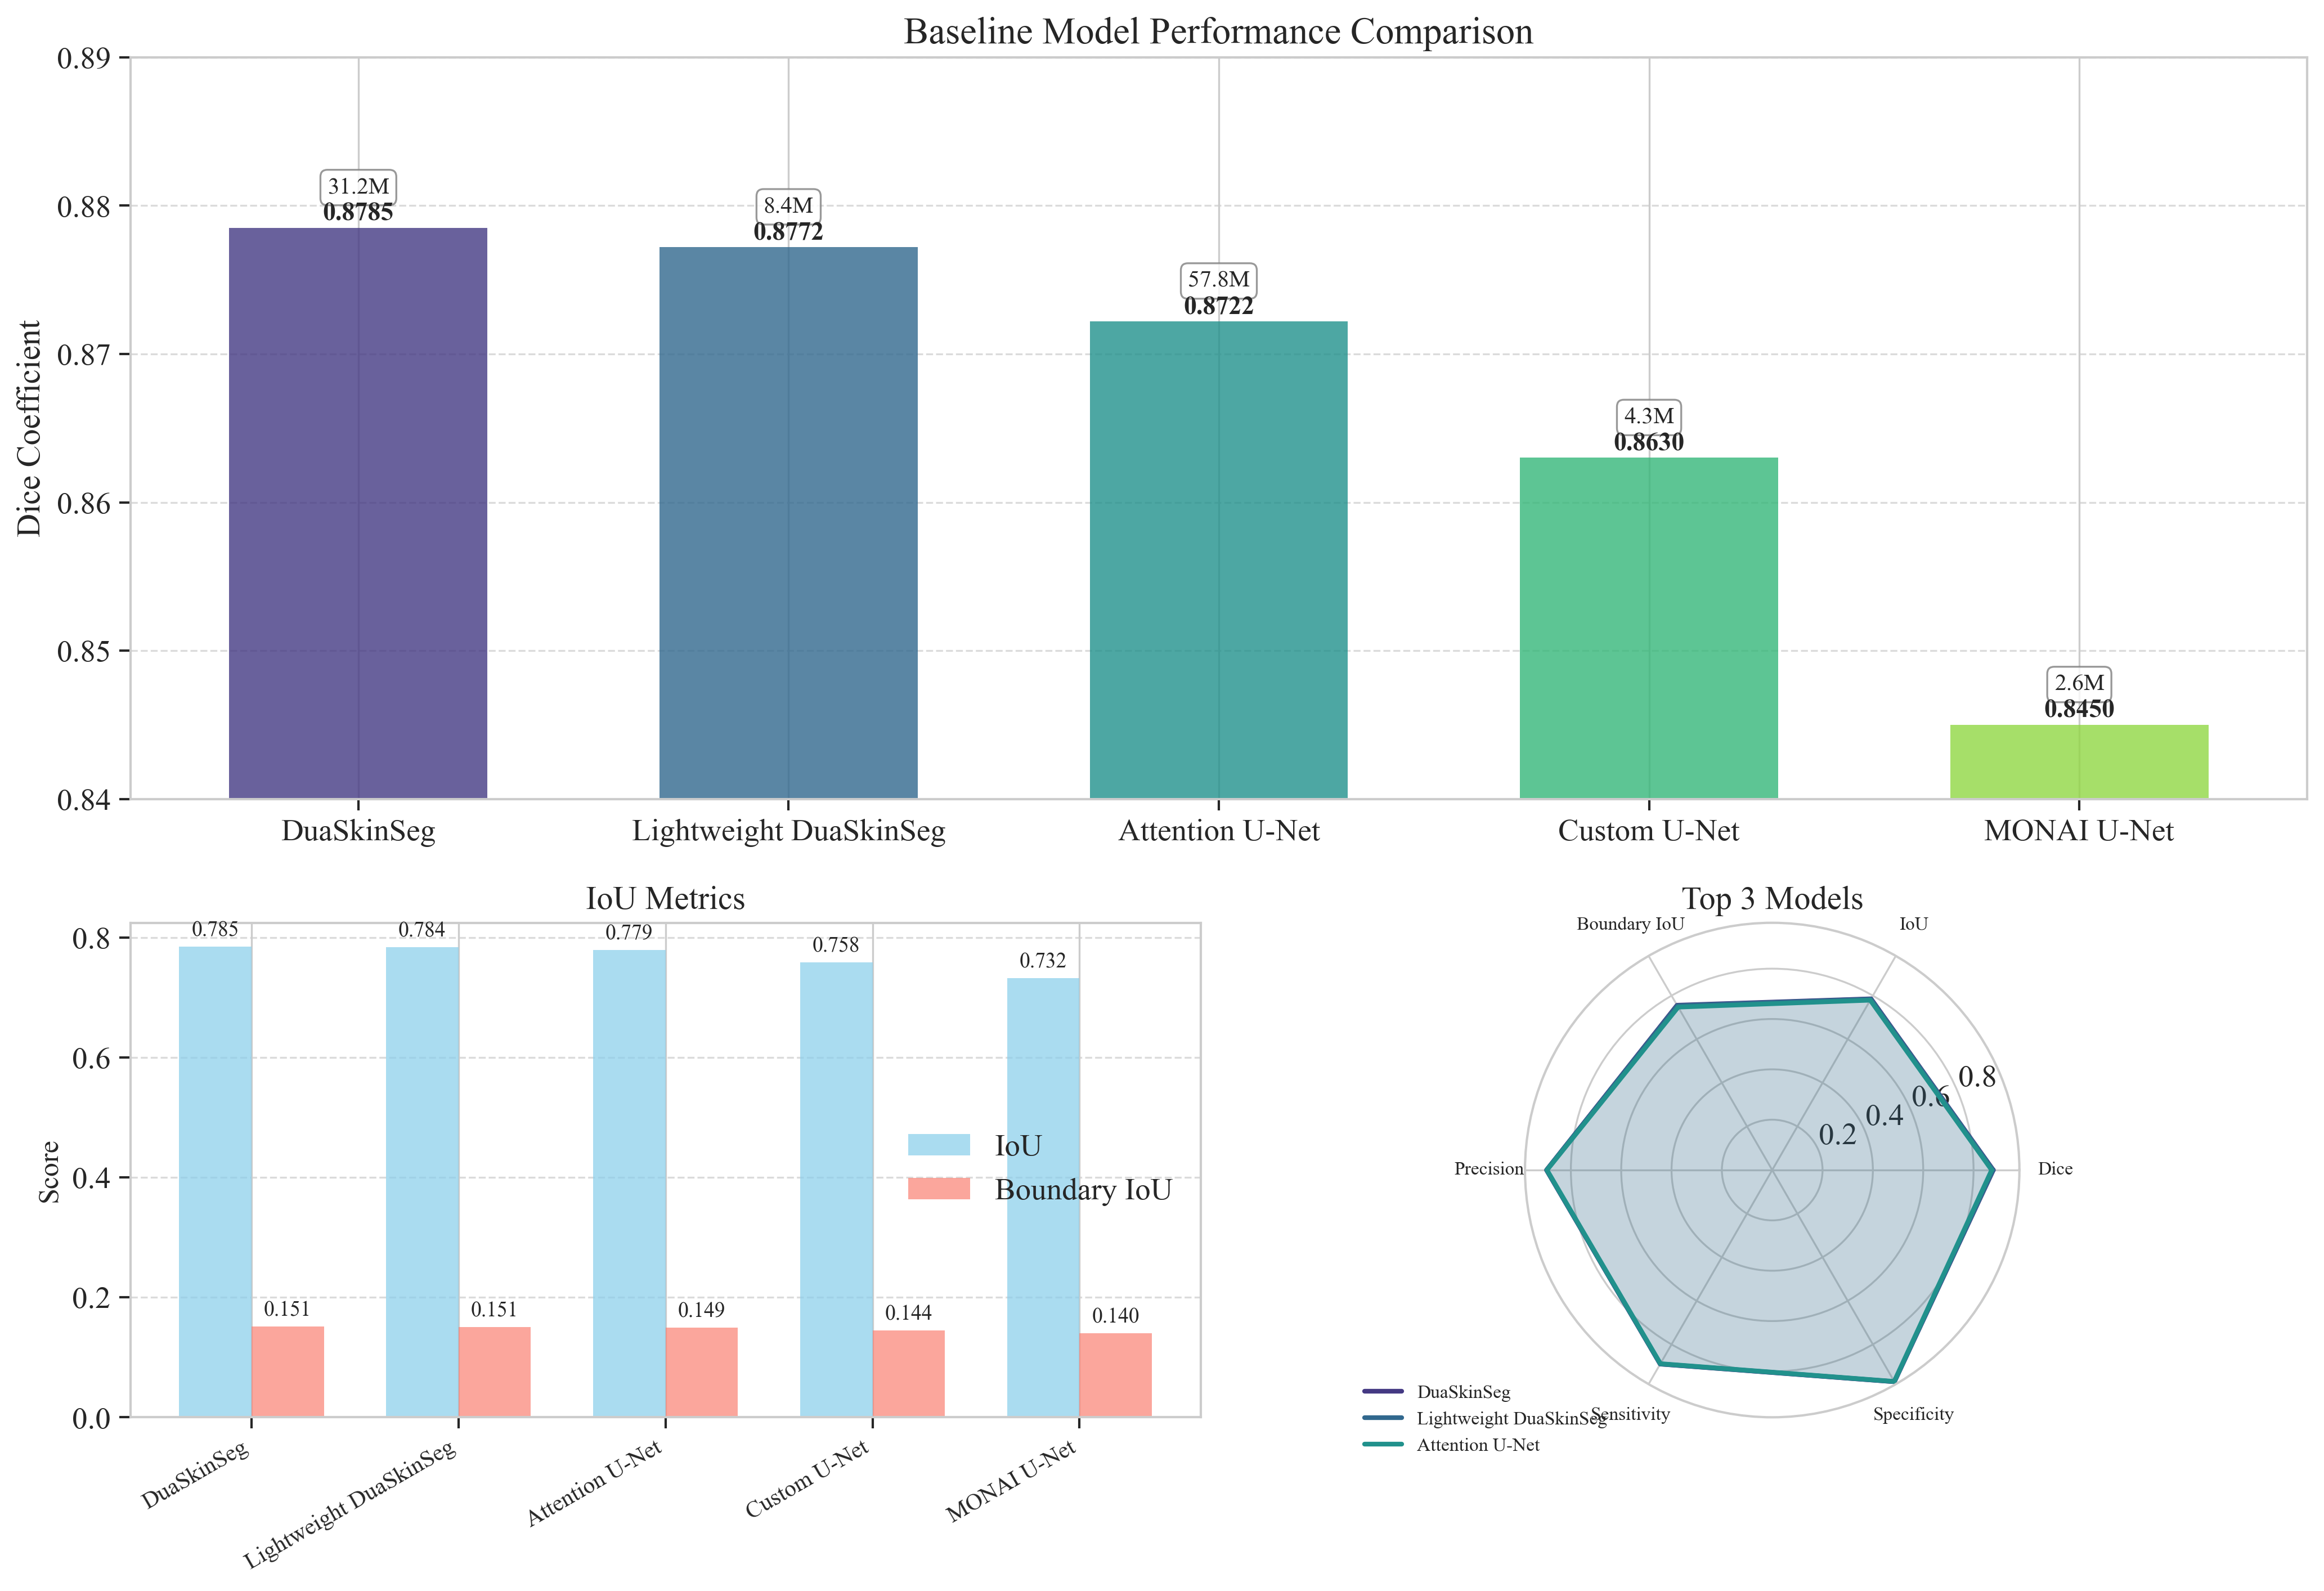 Baseline Model Performance Comparison
0.89
0.88
0.87
0.86
0.85
0.84
Dice Coefficient
31.2M
0.8785
8.4M
0.8772
57.8M
0.8722
4.3M
0.8630
2.6M
0.8450
DuaSkinSeg
Lightweight DuaSkinSeg
Attention U-Net
Custom U-Net
MONAI U-Net
IoU Metrics
0.8
0.6
0.4
0.2
0.0
Score
0.785
0.784
0.779
0.758
0.732
0.151
0.151
0.149
0.144
0.140
IoU
Boundary IoU
DuaSkinSeg
Lightweight DuaSkinSeg
Attention U-Net
Custom U-Net
MONAI U-Net
Top 3 Models
Boundary IoU
IoU
Precision
Dice
Sensitivity
Specificity
0.2
0.4
0.6
0.8
DuaSkinSeg
Lightweight DuaSkinSeg
Attention U-Net